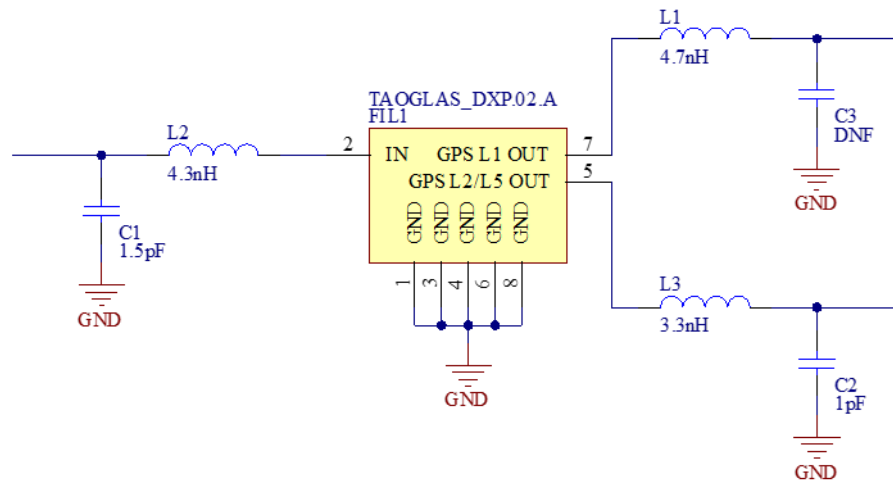 L1
4.7nH
TAOGLAS_DXP.02.A
FIL1
C3
DNF
L2
4.3nH
2
IN
GPS L1 OUT
7
GPS L2/L5 OUT
5
GND
C1
1.5pF
GND GND GND GND GND
1 3 4 6 8
L3
3.3nH
GND
GND
C2
1pF
GND